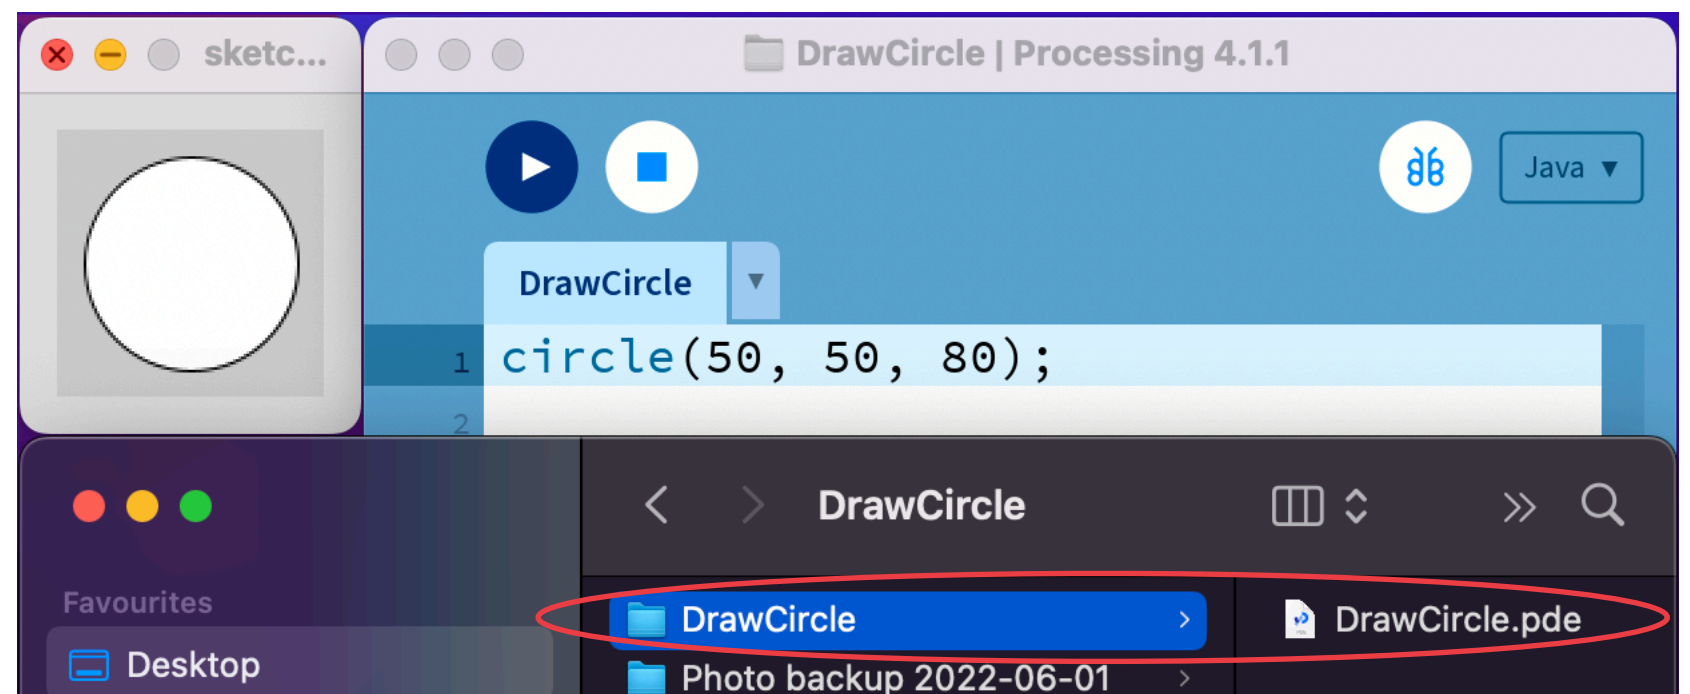 sketc...
DrawCircle | Processing 4.1.1
Java ▼
DrawCircle ▼
1 circle(50, 50, 80);
2
DrawCircle
Favourites
Desktop
DrawCircle
DrawCircle.pde
Photo backup 2022-06-01